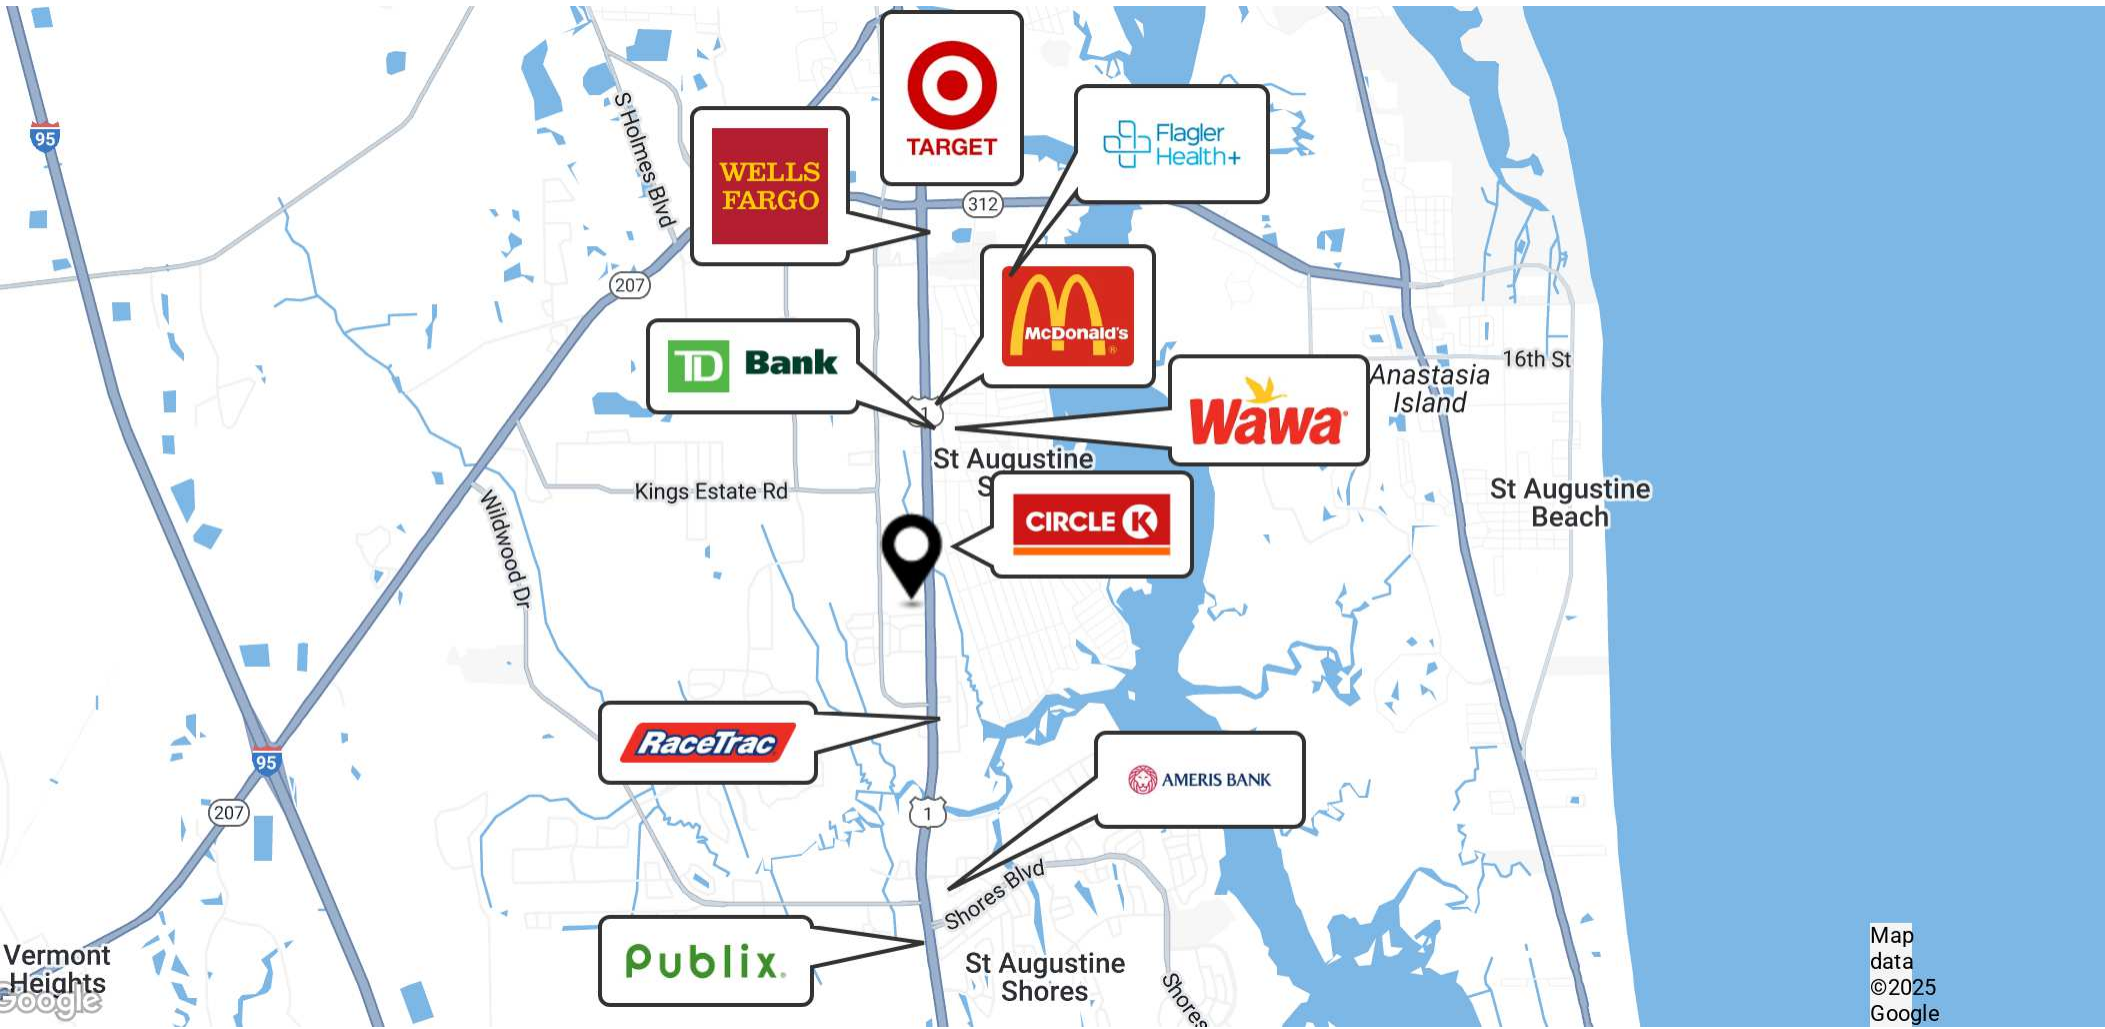 TARGET
95
S Holmes Blvd
Flagler
Health+
WELLS
FARGO
312
207
McDonald's
TD Bank
16th St
Anastasia
Island
1
Wawa
St Augustine
S
Kings Estate Rd
St Augustine
Beach
CIRCLE K
Wildwood Dr
RaceTrac
95
AMERIS BANK
207
1
Shores Blvd
Publix.
Vermont
Heights
Google
St Augustine
Shores
Shores
Map
data
©2025
Google